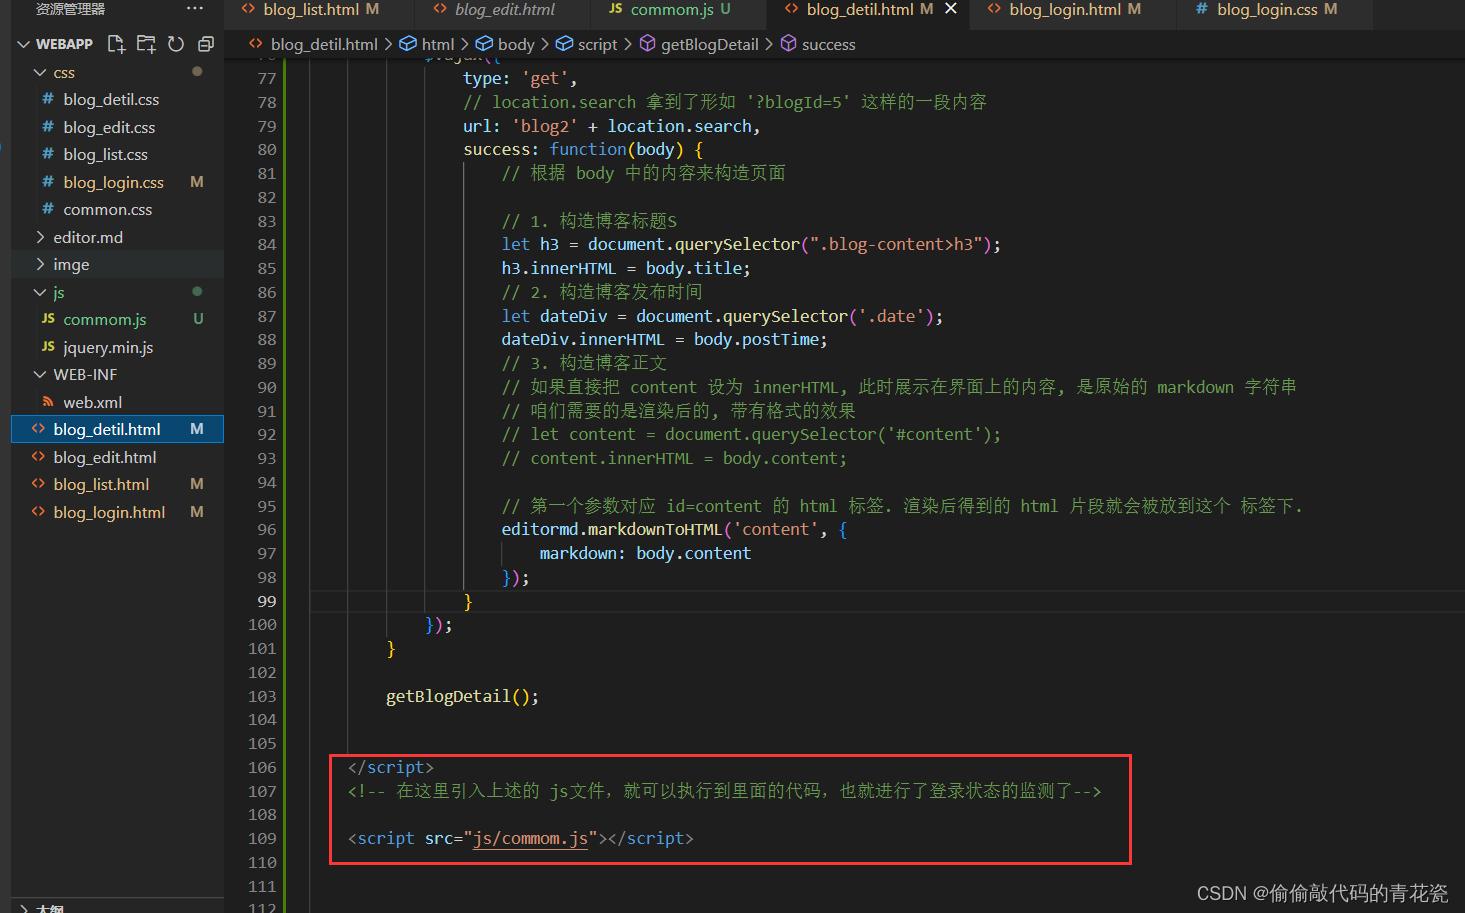 资源管理器 ···
blog_list.html M
blog_edit.html
JS commom.js U
blog_detil.html M ×
blog_login.html M
# blog_login.css M
WEBAPP
blog_detil.html > html > body > script > getBlogDetail > success
css
# blog_detil.css
# blog_edit.css
# blog_list.css
# blog_login.css M
# common.css
editor.md
imge
js
JS commom.js U
JS jquery.min.js
WEB-INF
web.xml
blog_detil.html M
blog_edit.html
blog_list.html M
blog_login.html M
大纲
76 $.ajax({
77 type: 'get',
78 // location.search 拿到了形如 '?blogId=5' 这样的一段内容
79 url: 'blog2' + location.search,
80 success: function(body) {
81 // 根据 body 中的内容来构造页面
82
83 // 1. 构造博客标题S
84 let h3 = document.querySelector(".blog-content>h3");
85 h3.innerHTML = body.title;
86 // 2. 构造博客发布时间
87 let dateDiv = document.querySelector('.date');
88 dateDiv.innerHTML = body.postTime;
89 // 3. 构造博客正文
90 // 如果直接把 content 设为 innerHTML, 此时展示在界面上的内容, 是原始的 markdown 字符串
91 // 咱们需要的是渲染后的, 带有格式的效果
92 // let content = document.querySelector('#content');
93 // content.innerHTML = body.content;
94
95 // 第一个参数对应 id=content 的 html 标签. 渲染后得到的 html 片段就会被放到这个 标签下.
96 editormd.markdownToHTML('content', {
97 markdown: body.content
98 });
99 }
100 });
101 }
102
103 getBlogDetail();
104
105
106 </script>
107 <!-- 在这里引入上述的 js文件，就可以执行到里面的代码，也就进行了登录状态的监测了-->
108
109 <script src="js/commom.js"></script>
110
111
112
CSDN @偷偷敲代码的青花瓷